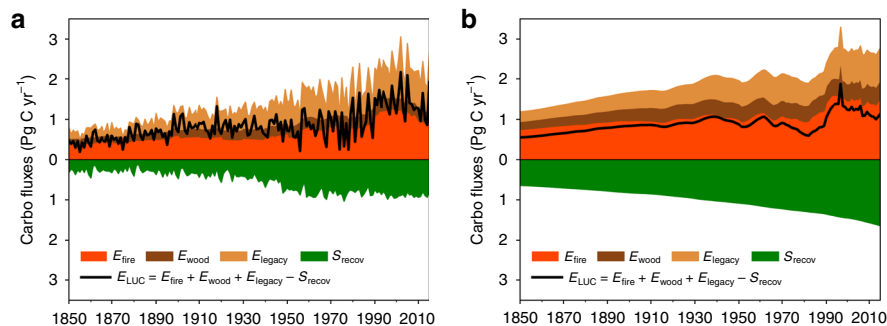 a
b
Carbo fluxes (Pg C yr⁻¹)
3
2
1
0
1
2
3
E_fire E_wood E_legacy S_recov
E_LUC = E_fire + E_wood + E_legacy − S_recov
1850 1870 1890 1910 1930 1950 1970 1990 2010
Carbo fluxes (Pg C yr⁻¹)
3
2
1
0
1
2
3
E_fire E_wood E_legacy S_recov
E_LUC = E_fire + E_wood + E_legacy − S_recov
1850 1870 1890 1910 1930 1950 1970 1990 2010